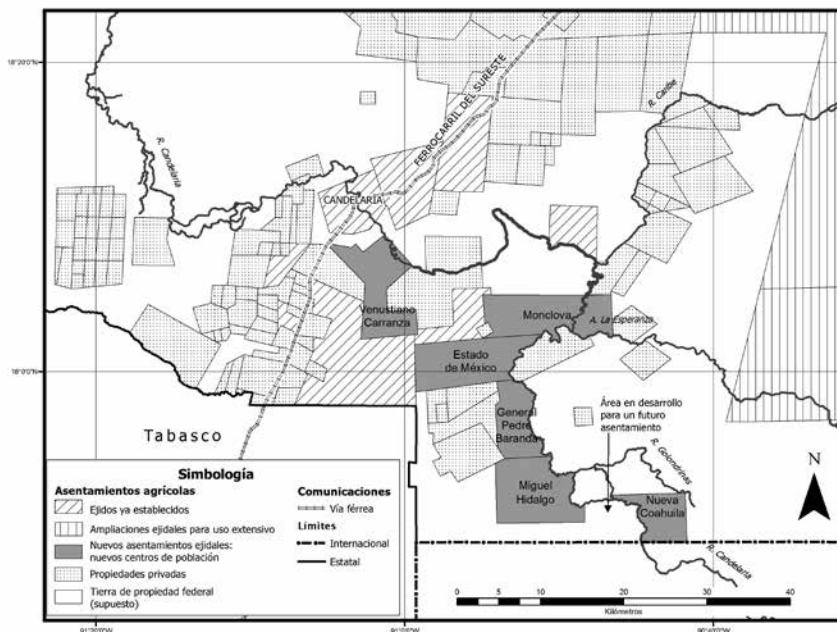 18°20'0"N
R. Caribe
FERROCARRIL DEL SURESTE
R. Candelaria
CANDELARIA
Venustiano
Carranza
Monclova
A. La Esperanza
Estado
de México
18°0'0"N
Área en desarrollo
para un futuro
asentamiento
General
Pedro
Baranda
Tabasco
R. Golondrinas
N
Miguel
Hidalgo
Nueva
Coahuila
R. Candelaria
Simbología
Asentamientos agrícolas
Ejidos ya establecidos
Ampliaciones ejidales para uso extensivo
Nuevos asentamientos ejidales:
nuevos centros de población
Propiedades privadas
Tierra de propiedad federal
(supuesto)
Comunicaciones
Vía férrea
Límites
Internacional
Estatal
0 5 10 20 30 40
Kilómetros